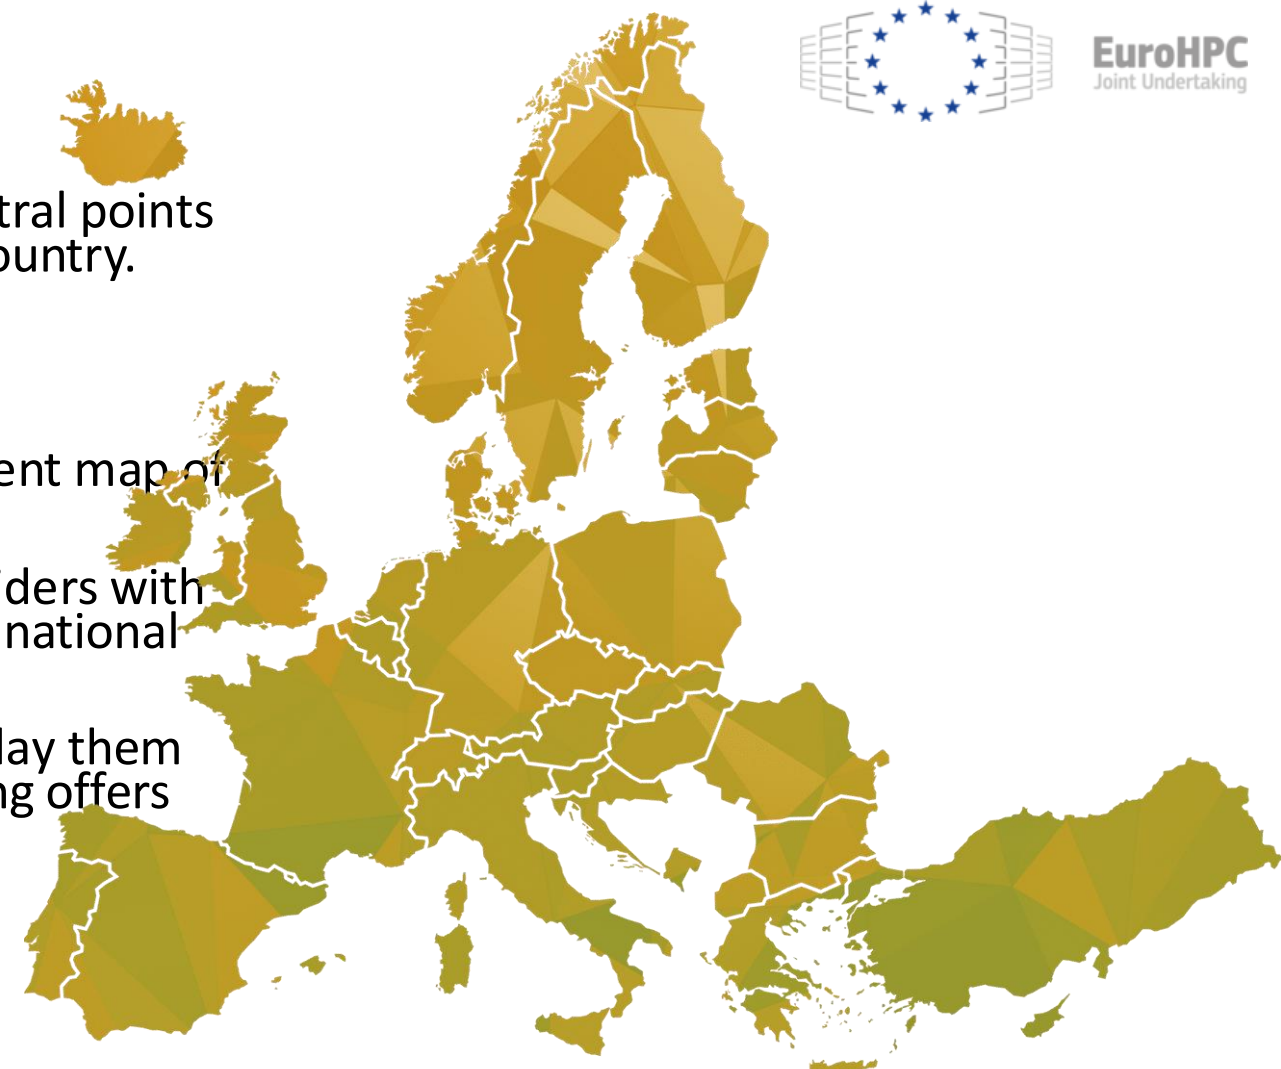 EuroHPC
Joint Undertaking
tral points
ountry.
ent map of
iders with
national
lay them
ng offers